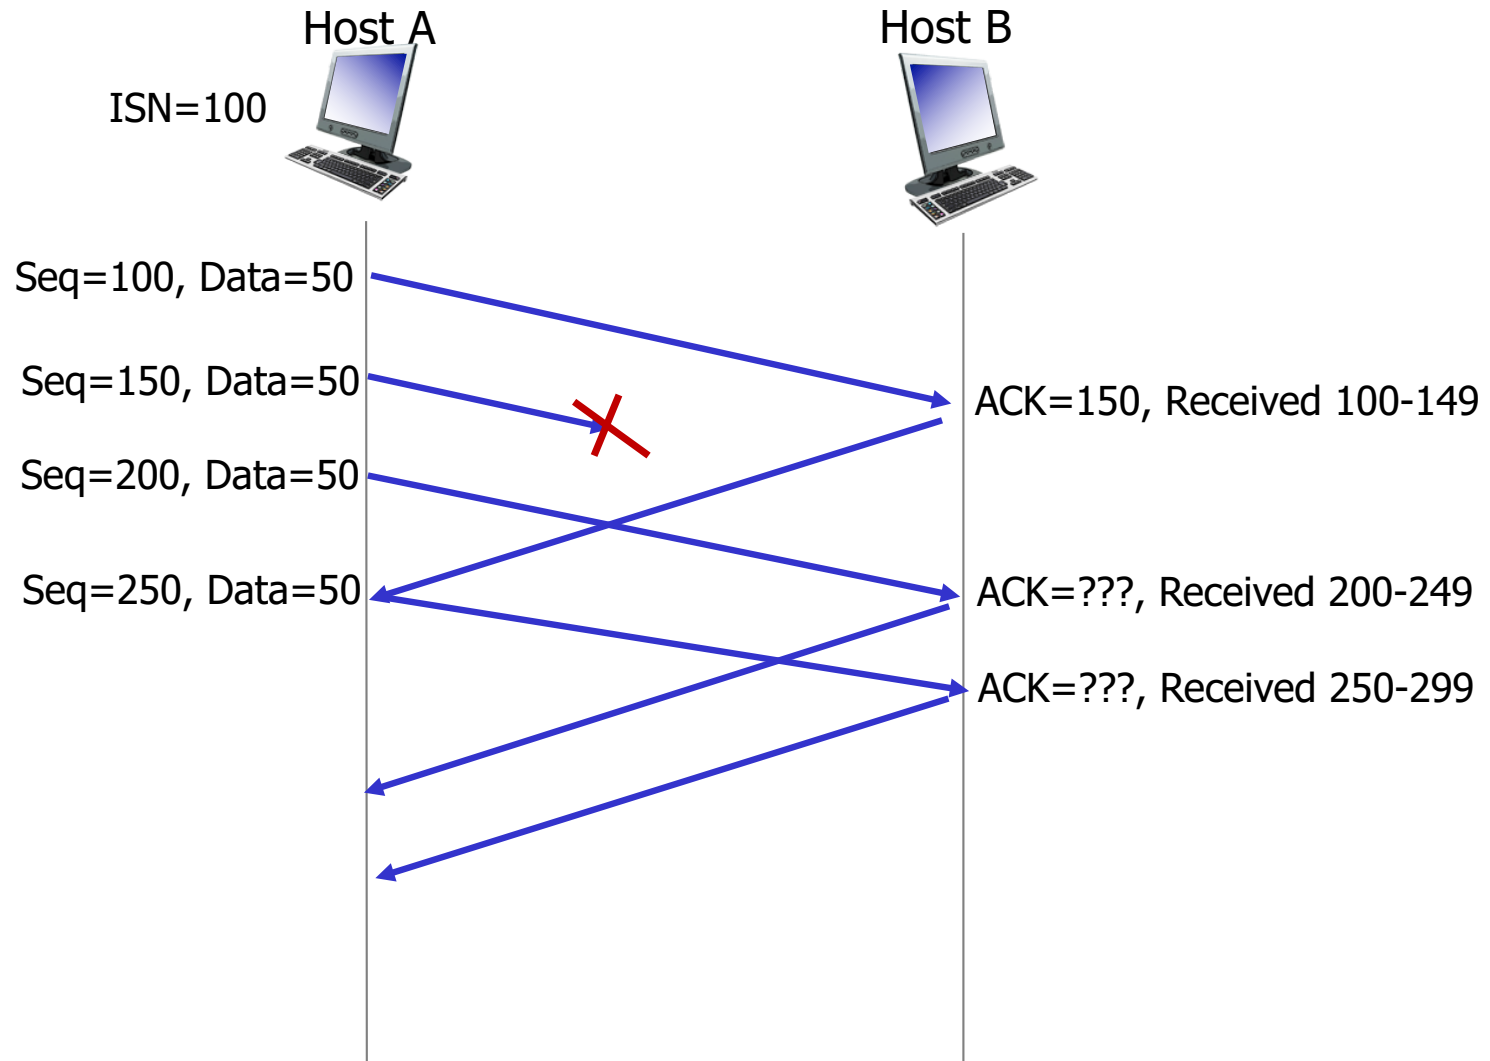 Host A
Host B
ISN=100
Seq=100, Data=50
Seq=150, Data=50
ACK=150, Received 100-149
Seq=200, Data=50
Seq=250, Data=50
ACK=???, Received 200-249
ACK=???, Received 250-299